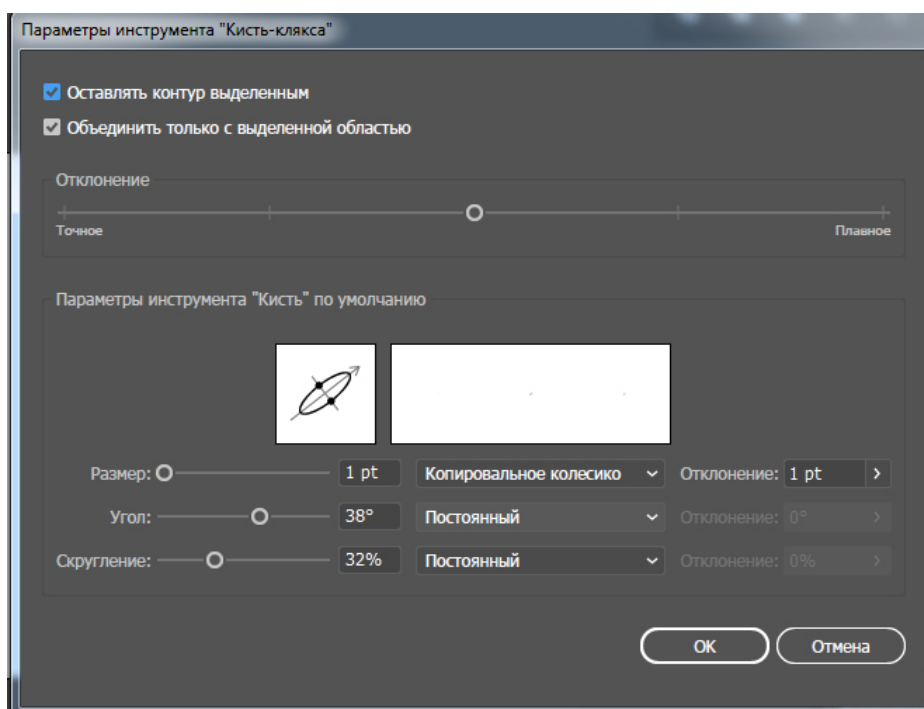 Параметры инструмента "Кисть-клякса"
Оставлять контур выделенным
Объединить только с выделенной областью
Отклонение
Точное Плавное
Параметры инструмента "Кисть" по умолчанию
Размер: 1 pt Копировальное колесико Отклонение: 1 pt
Угол: 38° Постоянный Отклонение: 0°
Скругление: 32% Постоянный Отклонение: 0%
ОК Отмена